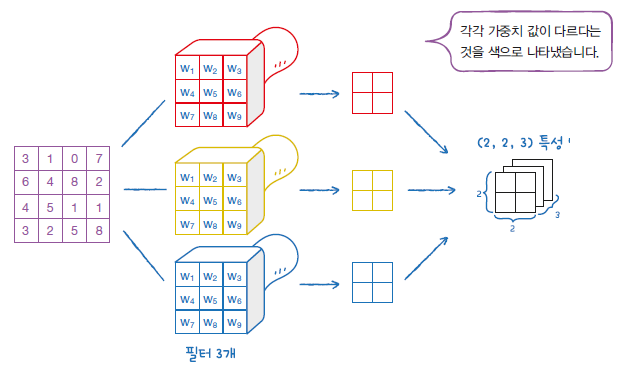 각각 가중치 값이 다르다는
것을 색으로 나타냈습니다.
w1 w2 w3
w4 w5 w6
w7 w8 w9
3 1 0 7
6 4 8 2
4 5 1 1
3 2 5 8
w1 w2 w3
w4 w5 w6
w7 w8 w9
(2, 2, 3) 특성
2
2
3
w1 w2 w3
w4 w5 w6
w7 w8 w9
필터 3개